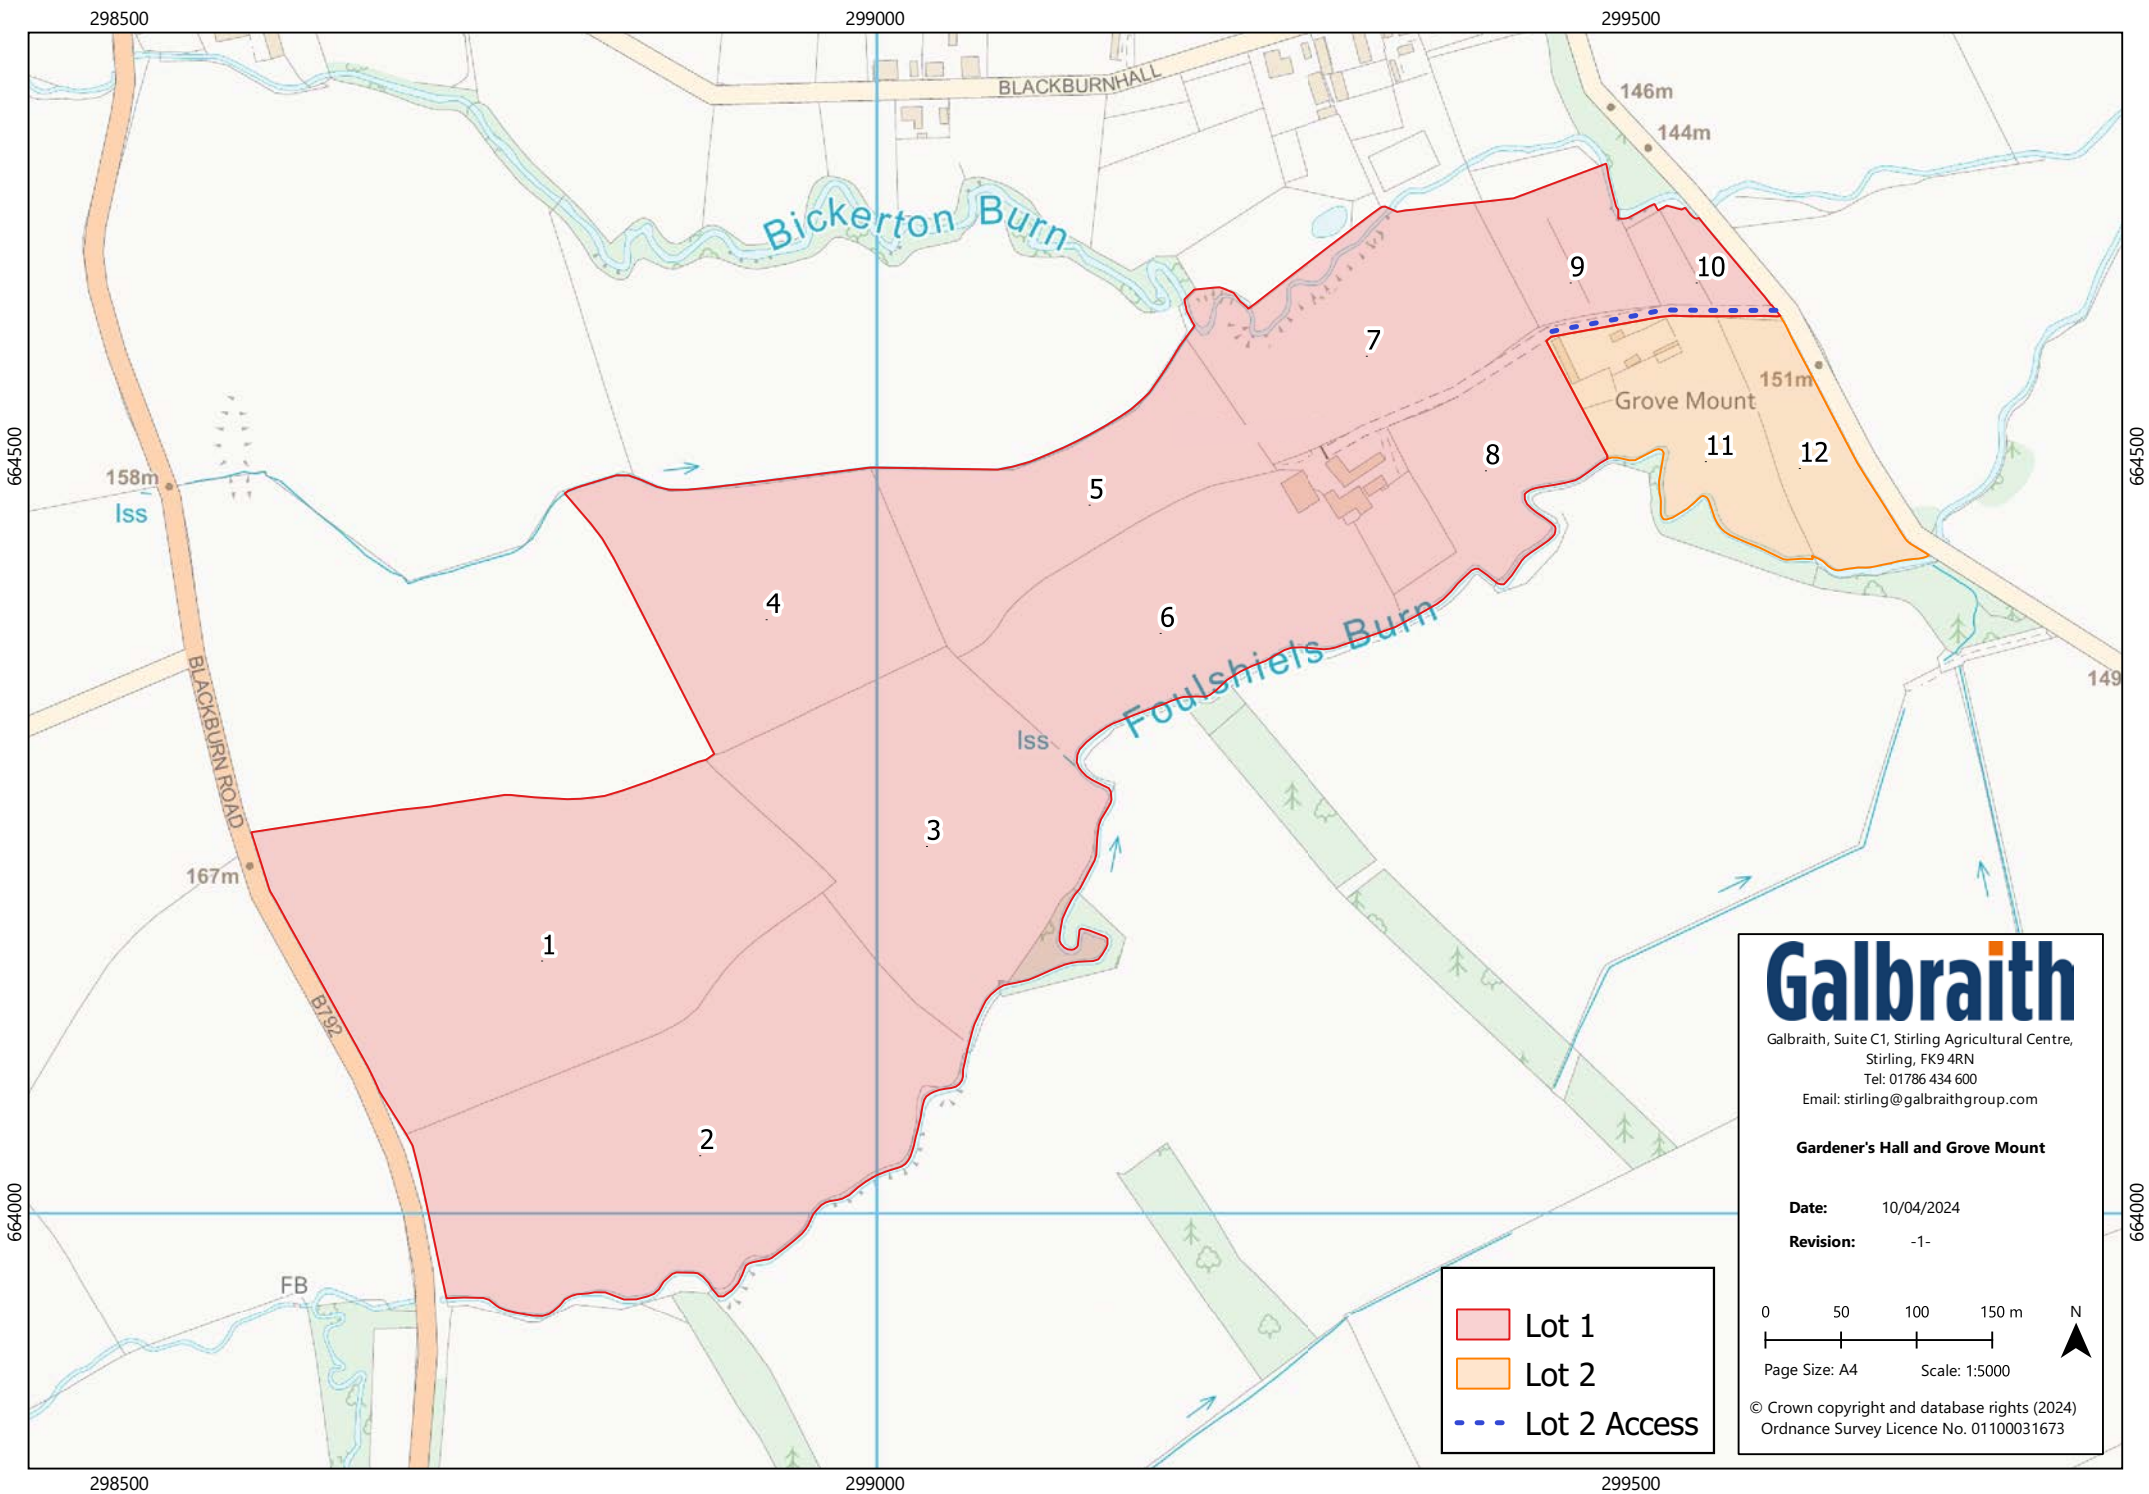 298500
299000
299500
BLACKBURNHALL
146m
144m
Bickerton Burn
9
10
7
151m
Grove Mount
664500
664500
158m
Iss
5
8
11
12
4
6
Foulshiels Burn
BLACKBURN ROAD
149
Iss
3
167m
1
B792
2
664000
664000
FB
Galbraith
Galbraith, Suite C1, Stirling Agricultural Centre,
Stirling, FK9 4RN
Tel: 01786 434 600
Email: stirling@galbraithgroup.com
Gardener's Hall and Grove Mount
Date: 10/04/2024
Revision: -1-
0 50 100 150 m N
Page Size: A4 Scale: 1:5000
© Crown copyright and database rights (2024)
Ordnance Survey Licence No. 01100031673
Lot 1
Lot 2
Lot 2 Access
298500
299000
299500